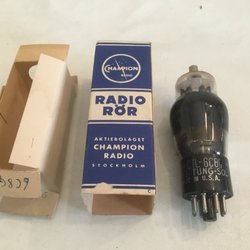 CHAMPION
RADIO
RADIO
RÖR
AKTIEBOLAGET
CHAMPION
RADIO
STOCKHOLM
TUNG-SOL
U.S.A.